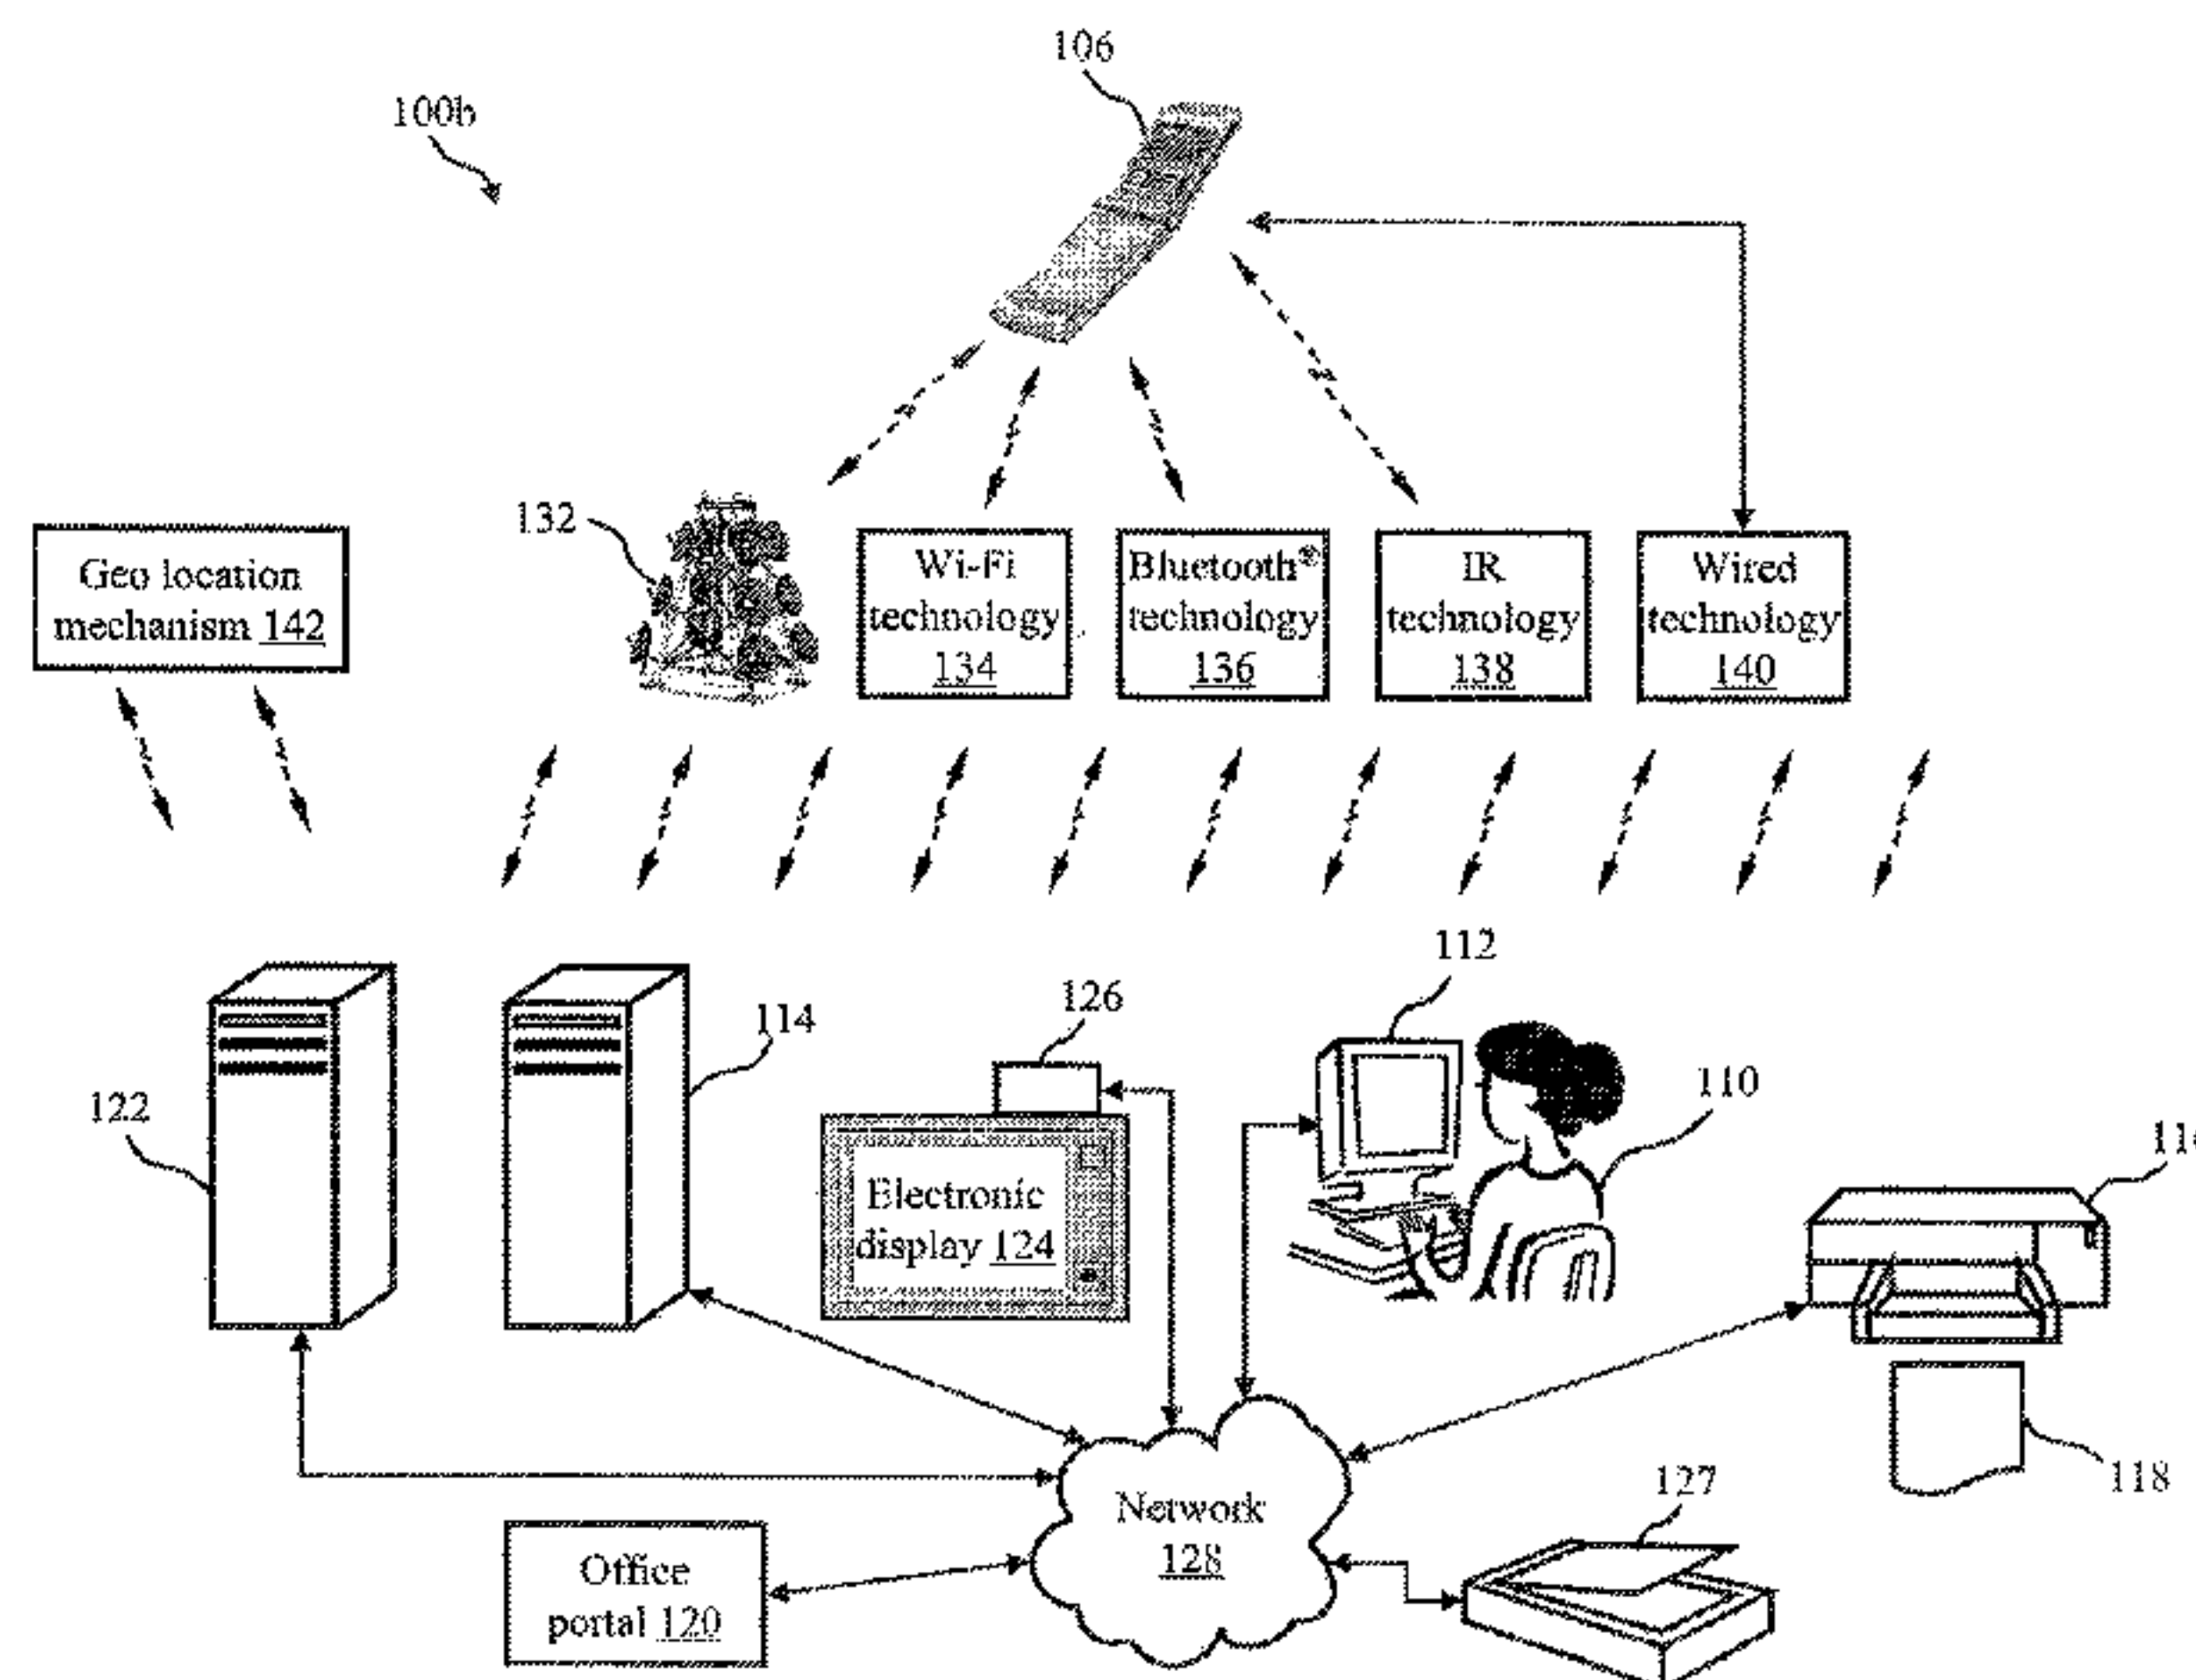 106
100b
132
Geo location
mechanism 142
Wi-Fi
technology
134
Bluetooth®
technology
136
IR
technology
138
Wired
technology
140
112
126
114
110
122
Electronic
display 124
118
127
Network
128
Office
portal 120